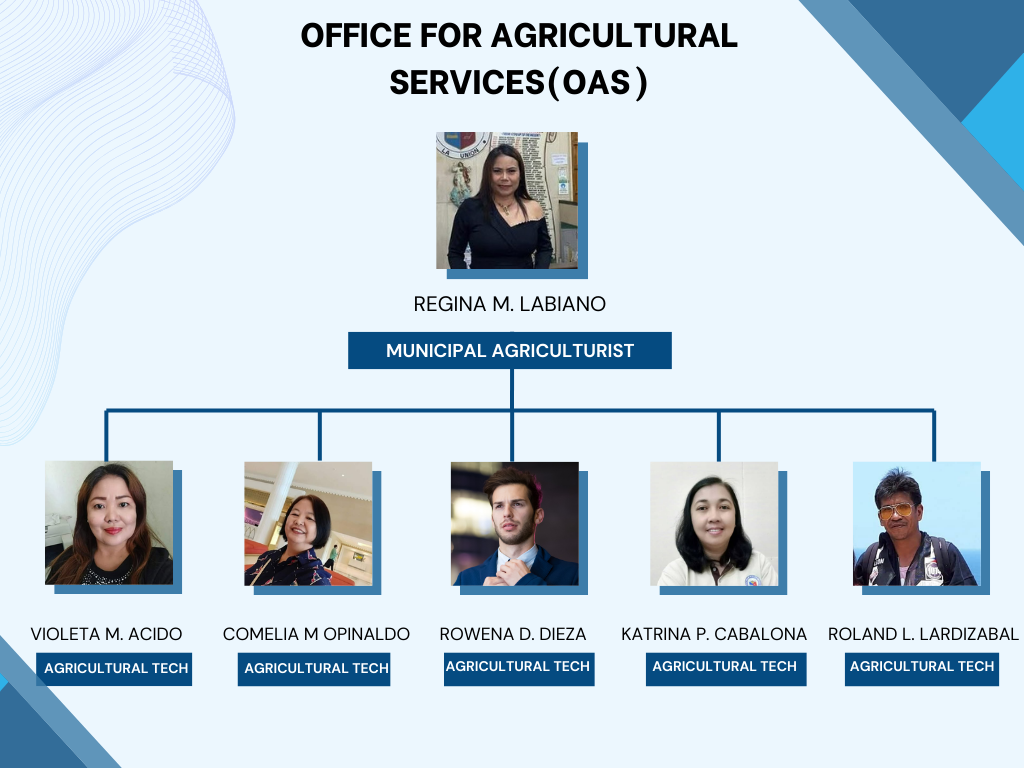 OFFICE FOR AGRICULTURAL
SERVICES(OAS )
LA UNION
REGINA M. LABIANO
MUNICIPAL AGRICULTURIST
VIOLETA M. ACIDO
COMELIA M OPINALDO
ROWENA D. DIEZA
KATRINA P. CABALONA
ROLAND L. LARDIZABAL
AGRICULTURAL TECH
AGRICULTURAL TECH
AGRICULTURAL TECH
AGRICULTURAL TECH
AGRICULTURAL TECH